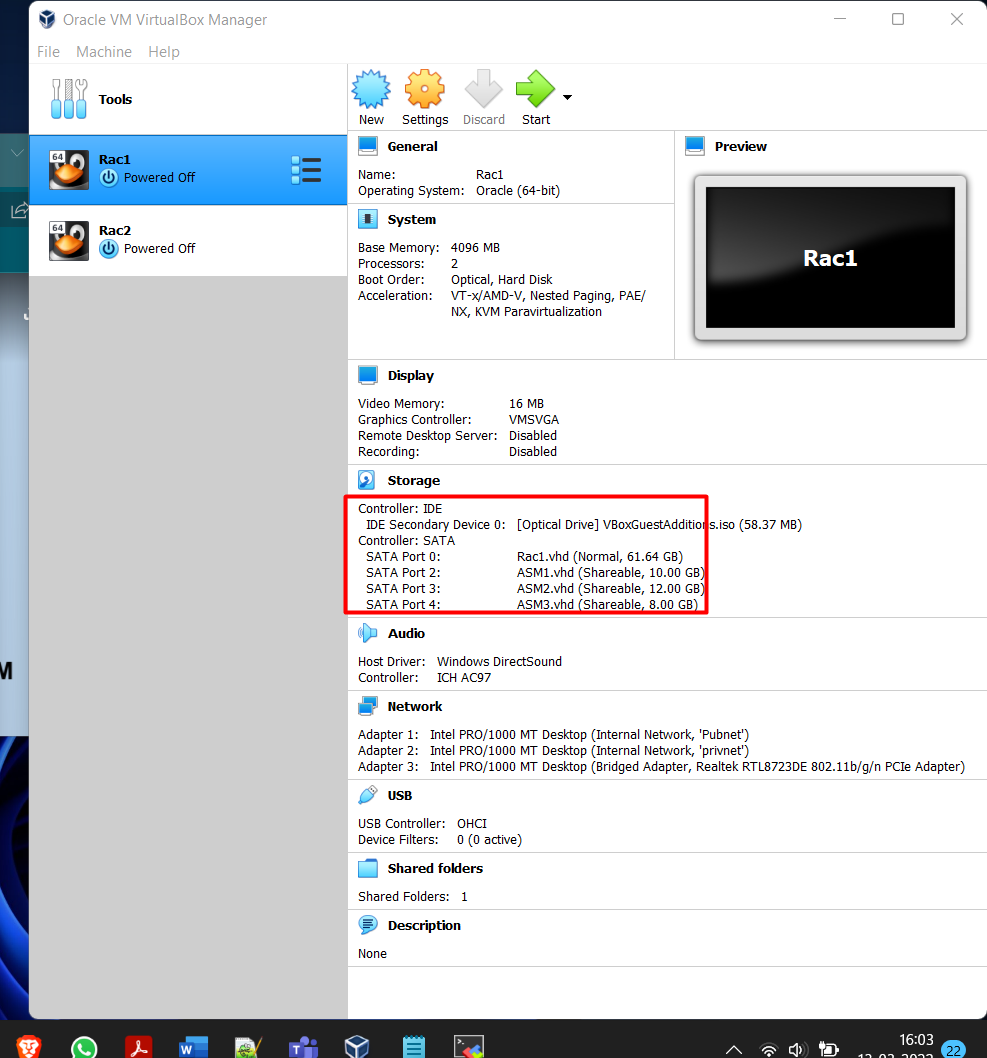 Oracle VM VirtualBox Manager
File Machine Help
Tools
New Settings Discard Start
64 Rac1
Powered Off
64 Rac2
Powered Off
General
Name: Rac1
Operating System: Oracle (64-bit)
Preview
Rac1
System
Base Memory: 4096 MB
Processors: 2
Boot Order: Optical, Hard Disk
Acceleration: VT-x/AMD-V, Nested Paging, PAE/
NX, KVM Paravirtualization
Display
Video Memory: 16 MB
Graphics Controller: VMSVGA
Remote Desktop Server: Disabled
Recording: Disabled
Storage
Controller: IDE
IDE Secondary Device 0: [Optical Drive] VBoxGuestAdditions.iso (58.37 MB)
Controller: SATA
SATA Port 0: Rac1.vhd (Normal, 61.64 GB)
SATA Port 2: ASM1.vhd (Shareable, 10.00 GB)
SATA Port 3: ASM2.vhd (Shareable, 12.00 GB)
SATA Port 4: ASM3.vhd (Shareable, 8.00 GB)
Audio
Host Driver: Windows DirectSound
Controller: ICH AC97
Network
Adapter 1: Intel PRO/1000 MT Desktop (Internal Network, 'Pubnet')
Adapter 2: Intel PRO/1000 MT Desktop (Internal Network, 'privnet')
Adapter 3: Intel PRO/1000 MT Desktop (Bridged Adapter, Realtek RTL8723DE 802.11b/g/n PCIe Adapter)
USB
USB Controller: OHCI
Device Filters: 0 (0 active)
Shared folders
Shared Folders: 1
Description
None
M
16:03
22